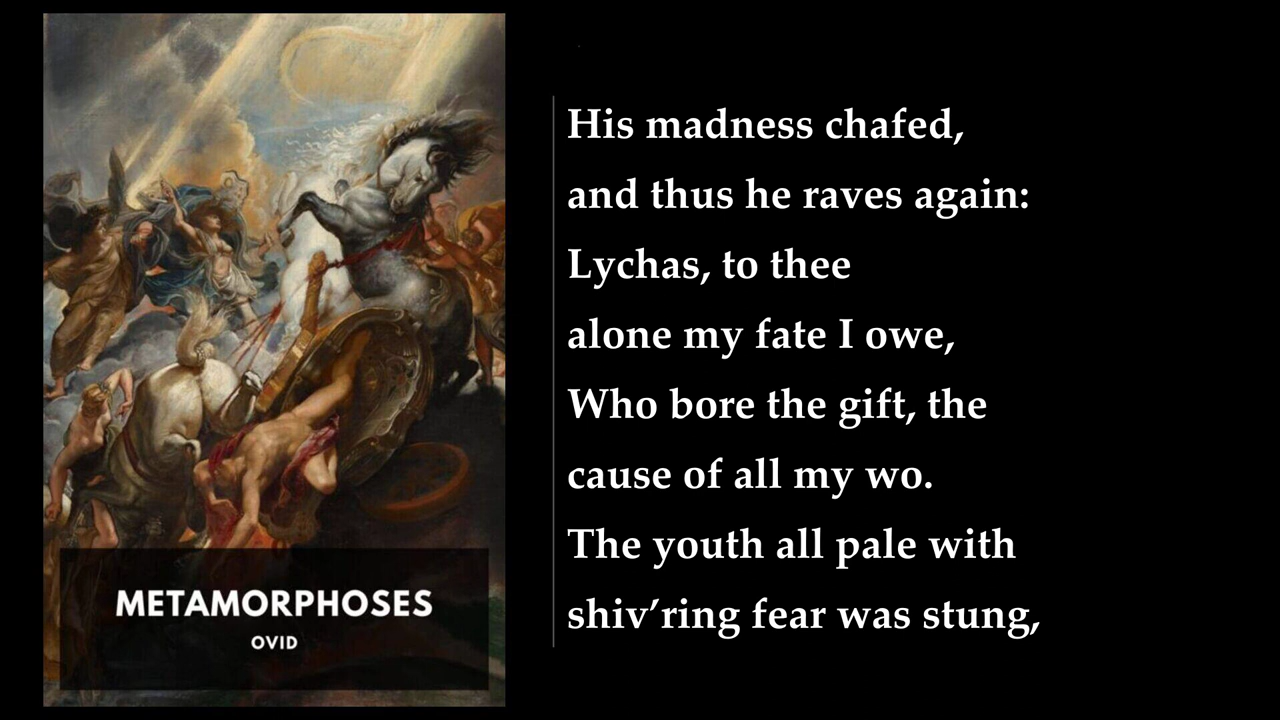 METAMORPHOSES
OVID
His madness chafed,
and thus he raves again:
Lychas, to thee
alone my fate I owe,
Who bore the gift, the
cause of all my wo.
The youth all pale with
shiv’ring fear was stung,